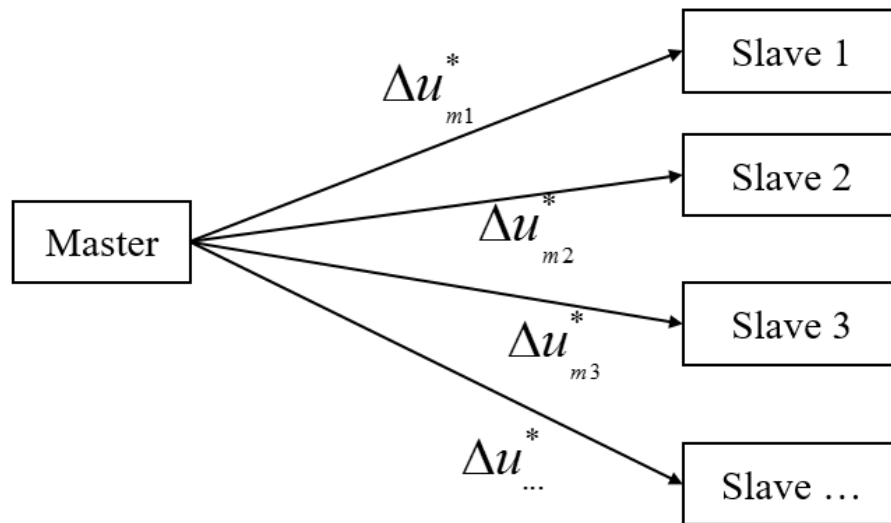 Slave 1
Δu*m1
Slave 2
Master
Δu*m2
Slave 3
Δu*m3
Δu*...
Slave ...